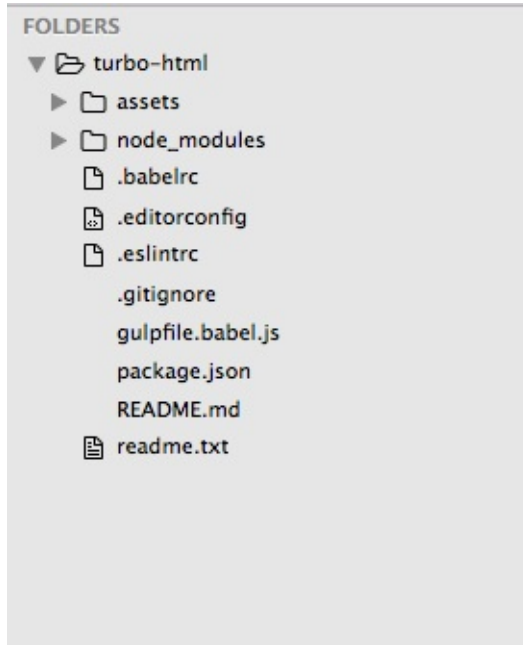 FOLDERS
turbo-html
assets
node_modules
.babelrc
.editorconfig
.eslintrc
.gitignore
gulpfile.babel.js
package.json
README.md
readme.txt